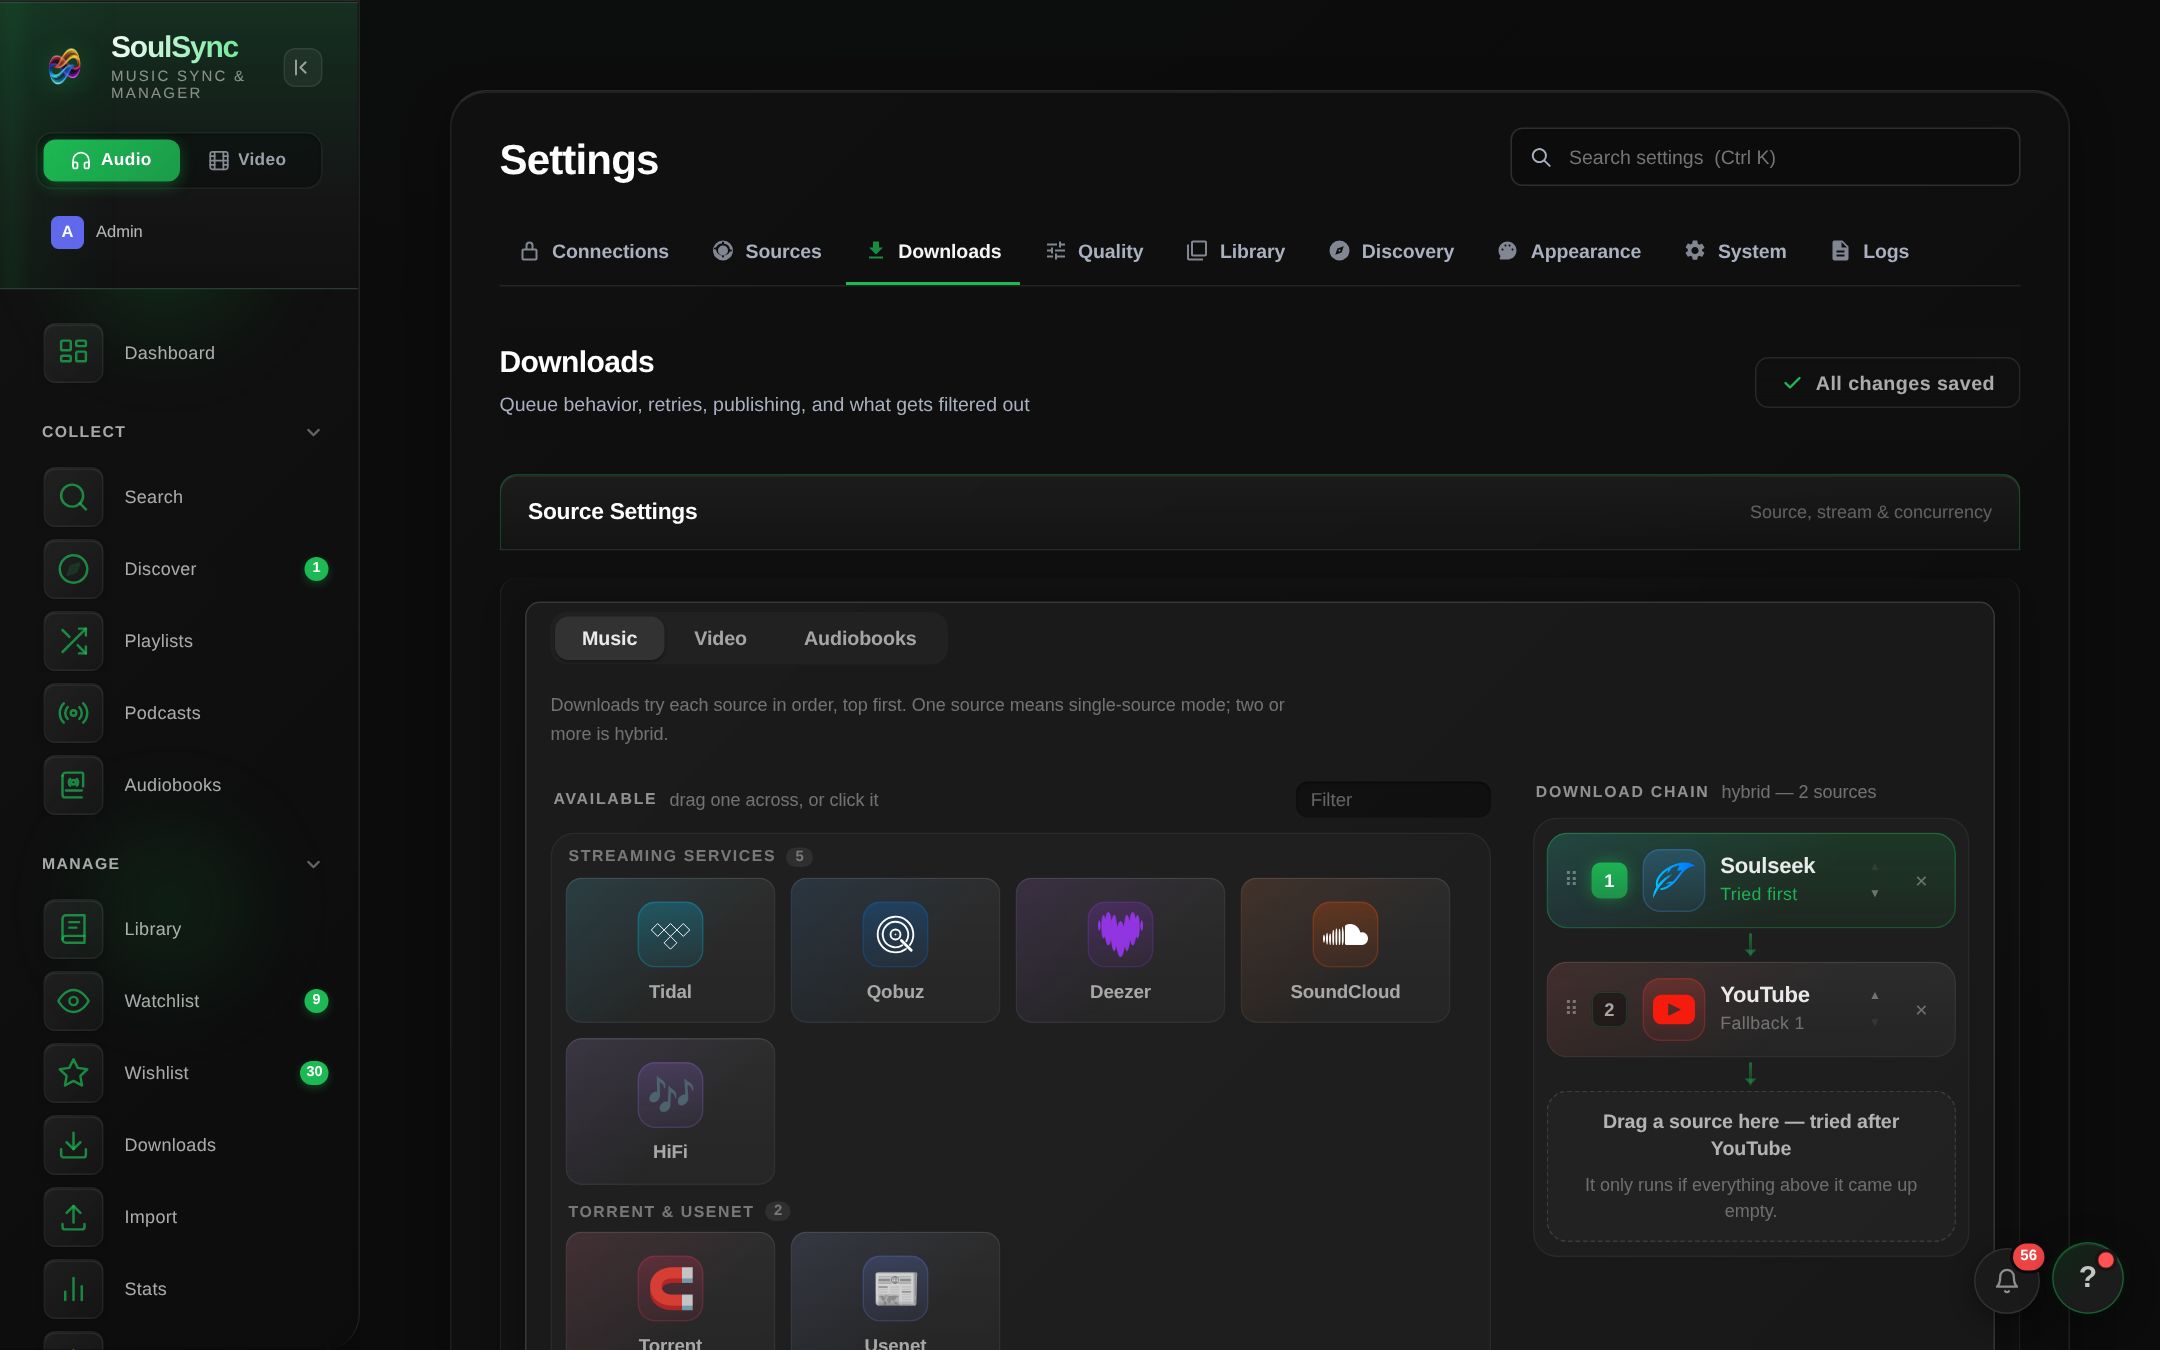 SoulSync
MUSIC SYNC &
MANAGER
Audio
Video
A
Admin
Dashboard
COLLECT
Search
Discover
1
Playlists
Podcasts
Audiobooks
MANAGE
Library
Watchlist
9
Wishlist
30
Downloads
Import
Stats
Settings
Search settings (Ctrl K)
Connections
Sources
Downloads
Quality
Library
Discovery
Appearance
System
Logs
Downloads
Queue behavior, retries, publishing, and what gets filtered out
All changes saved
Source Settings
Source, stream & concurrency
Music
Video
Audiobooks
Downloads try each source in order, top first. One source means single-source mode; two or
more is hybrid.
AVAILABLE drag one across, or click it
Filter
STREAMING SERVICES 5
Tidal
Qobuz
Deezer
SoundCloud
HiFi
TORRENT & USENET 2
Torrent
Usenet
DOWNLOAD CHAIN hybrid — 2 sources
1
Soulseek
Tried first
2
YouTube
Fallback 1
Drag a source here — tried after
YouTube
It only runs if everything above it came up
empty.
56
?